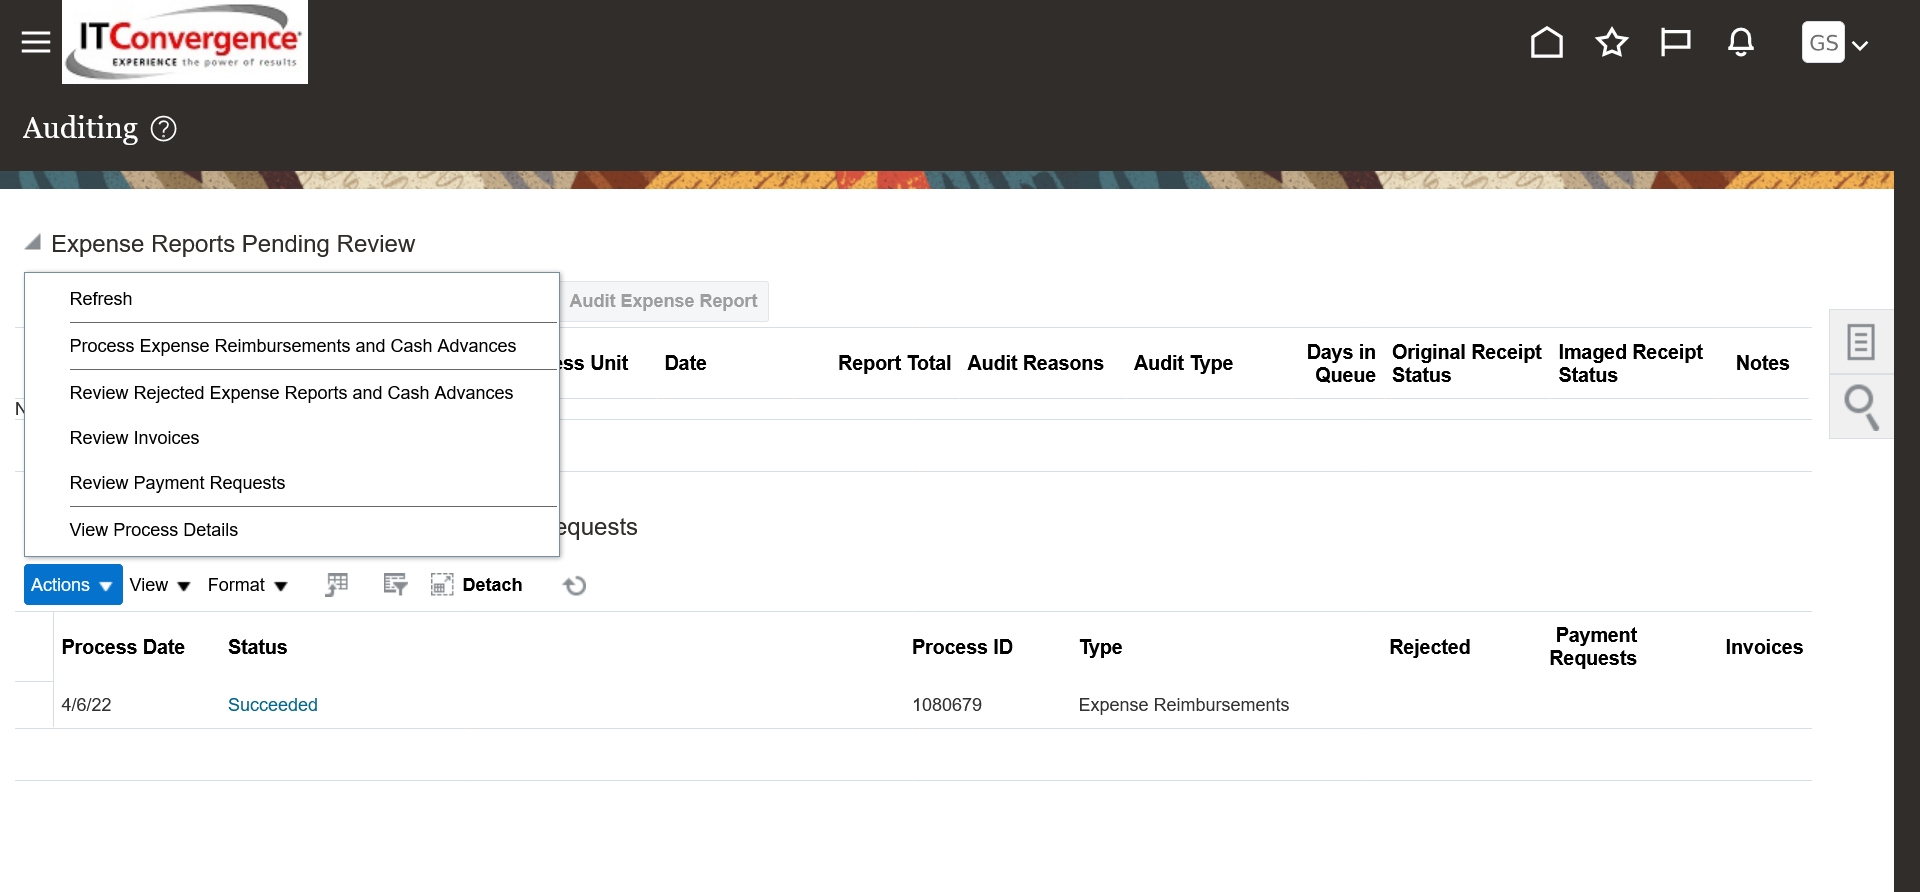 ITConvergence
EXPERIENCE the power of results
GS
Auditing ?
Expense Reports Pending Review
Refresh
Process Expense Reimbursements and Cash Advances
Review Rejected Expense Reports and Cash Advances
Review Invoices
Review Payment Requests
View Process Details
Audit Expense Report
ess Unit Date Report Total Audit Reasons Audit Type Days in Queue Original Receipt Status Imaged Receipt Status Notes
N
equests
Actions View Format Detach
Process Date Status Process ID Type Rejected Payment Requests Invoices
4/6/22 Succeeded 1080679 Expense Reimbursements